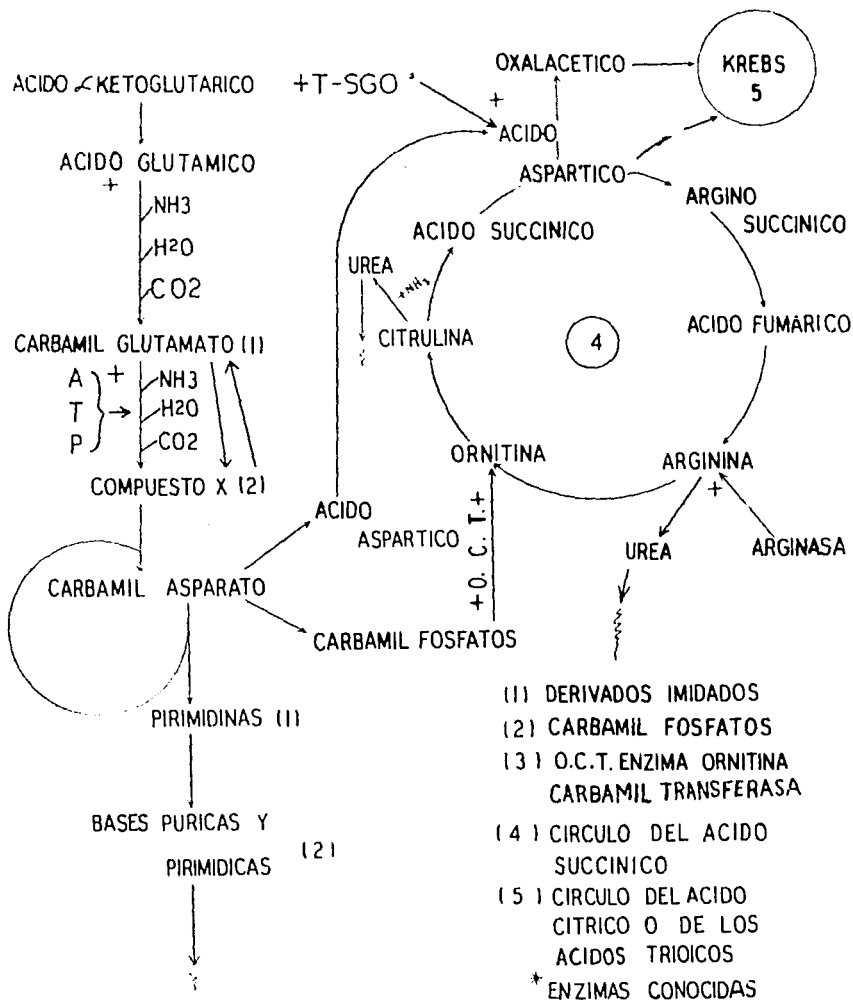 ACIDO ∝ KETOGLUTARICO
+T-SGO
OXALACETICO
KREBS
5
+
ACIDO
ASPARTICO
ACIDO GLUTAMICO
+
NH3
H2O
CO2
ARGINO
SUCCINICO
ACIDO SUCCINICO
UREA
+NH3
CITRULINA
4
ACIDO FUMARICO
CARBAMIL GLUTAMATO (1)
A
T
P
+
NH3
H2O
CO2
ORNITINA
ARGININA
+
COMPUESTO X (2)
ACIDO
ASPARTICO
+O. C. T.+
UREA
ARGINASA
CARBAMIL ASPARATO
CARBAMIL FOSFATOS
PIRIMIDINAS (1)
BASES PURICAS Y
PIRIMIDICAS
(2)
(1) DERIVADOS IMIDADOS
(2) CARBAMIL FOSFATOS
(3) O.C.T. ENZIMA ORNITINA
CARBAMIL TRANSFERASA
(4) CIRCULO DEL ACIDO
SUCCINICO
(5) CIRCULO DEL ACIDO
CITRICO O DE LOS
ACIDOS TRIOICOS
* ENZIMAS CONOCIDAS